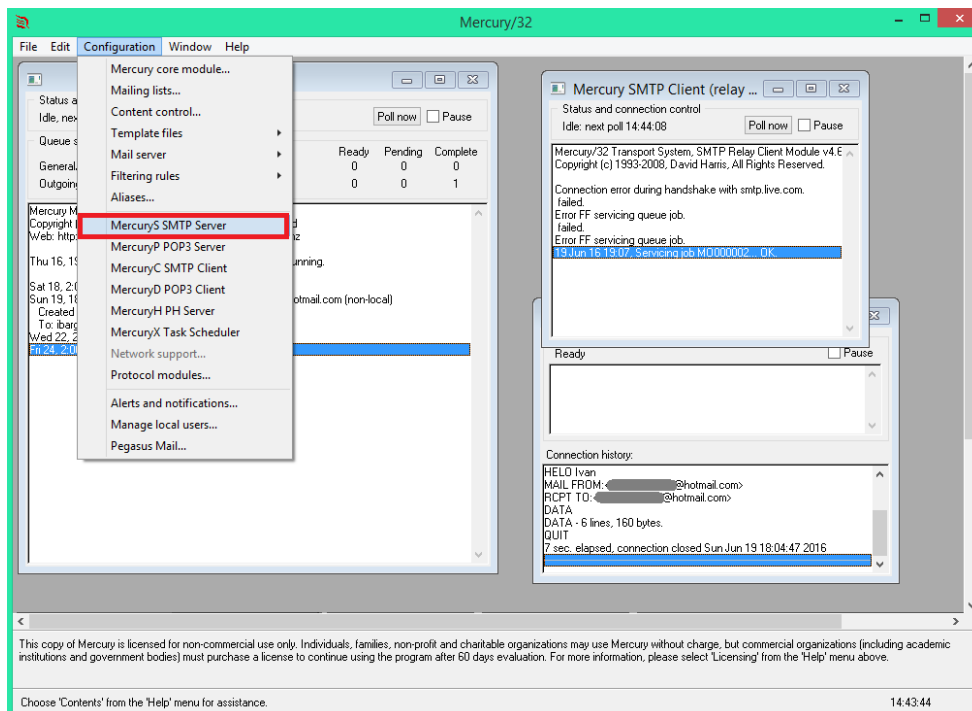 Mercury/32
File Edit Configuration Window Help
Mercury core module...
Mailing lists...
Content control...
Template files
Mail server
Filtering rules
Aliases...
MercuryS SMTP Server
MercuryP POP3 Server
MercuryC SMTP Client
MercuryD POP3 Client
MercuryH PH Server
MercuryX Task Scheduler
Network support...
Protocol modules...
Alerts and notifications...
Manage local users...
Pegasus Mail...
Status a
Idle, nex
Poll now Pause
Queue s
Ready Pending Complete
General 0 0 0
Outgoing 0 0 1
Mercury M
Copyright
Web: http:
Thu 16, 19 unning.
Sat 18, 2:0
Sun 19, 18 otmail.com (non-local)
Created
To: ibarg
Wed 22, 2
Fri 24, 2:0
Mercury SMTP Client (relay ...
Status and connection control
Idle: next poll 14:44:08 Poll now Pause
Mercury/32 Transport System, SMTP Relay Client Module v4.6
Copyright (c) 1993-2008, David Harris, All Rights Reserved.
Connection error during handshake with smtp.live.com.
failed.
Error FF servicing queue job.
failed.
Error FF servicing queue job.
19 Jun 16 19:07, Servicing job MO000002... OK.
Ready Pause
Connection history:
HELO Ivan
MAIL FROM:< @hotmail.com>
RCPT TO:< @hotmail.com>
DATA
DATA - 6 lines, 160 bytes.
QUIT
7 sec. elapsed, connection closed Sun Jun 19 18:04:47 2016
This copy of Mercury is licensed for non-commercial use only. Individuals, families, non-profit and charitable organizations may use Mercury without charge, but commercial organizations (including academic
institutions and government bodies) must purchase a license to continue using the program after 60 days evaluation. For more information, please select 'Licensing' from the 'Help' menu above.
Choose 'Contents' from the 'Help' menu for assistance. 14:43:44